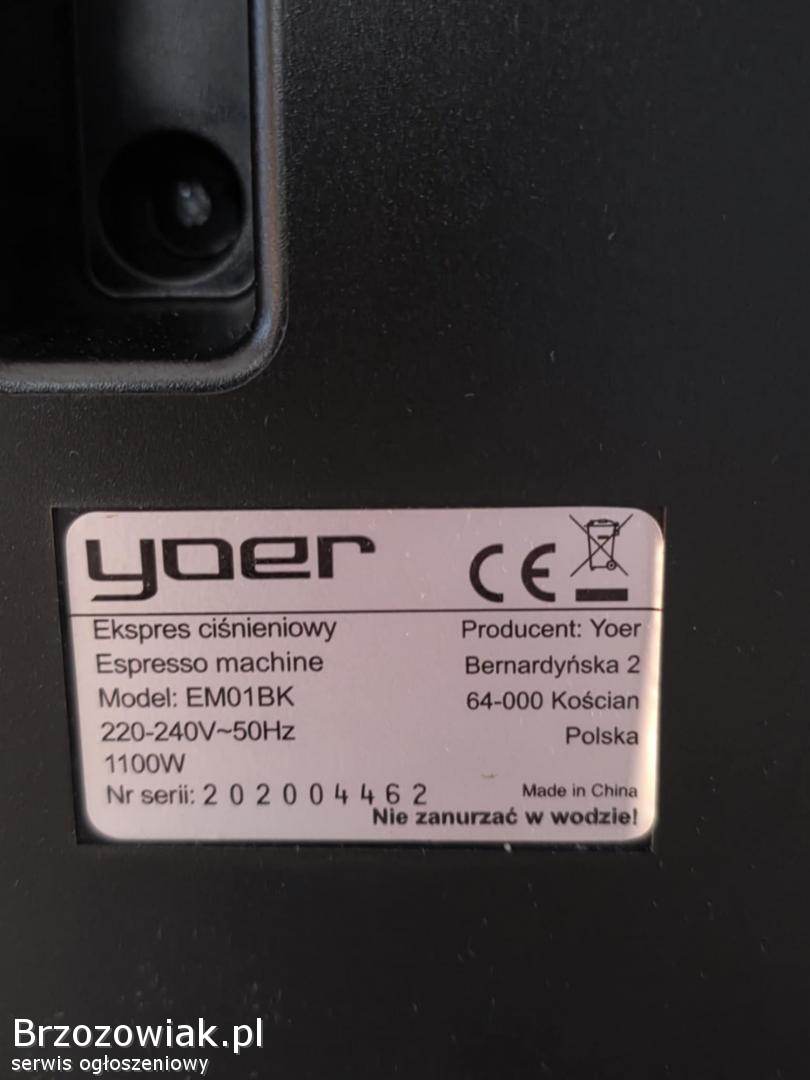 yoer
CE
Ekspres ciśnieniowy
Espresso machine
Model: EM01BK
220-240V~50Hz
1100W
Nr serii: 202004462
Producent: Yoer
Bernardyńska 2
64-000 Kościan
Polska
Made in China
Nie zanurzać w wodzie!
Brzozowiak.pl
serwis ogłoszeniowy